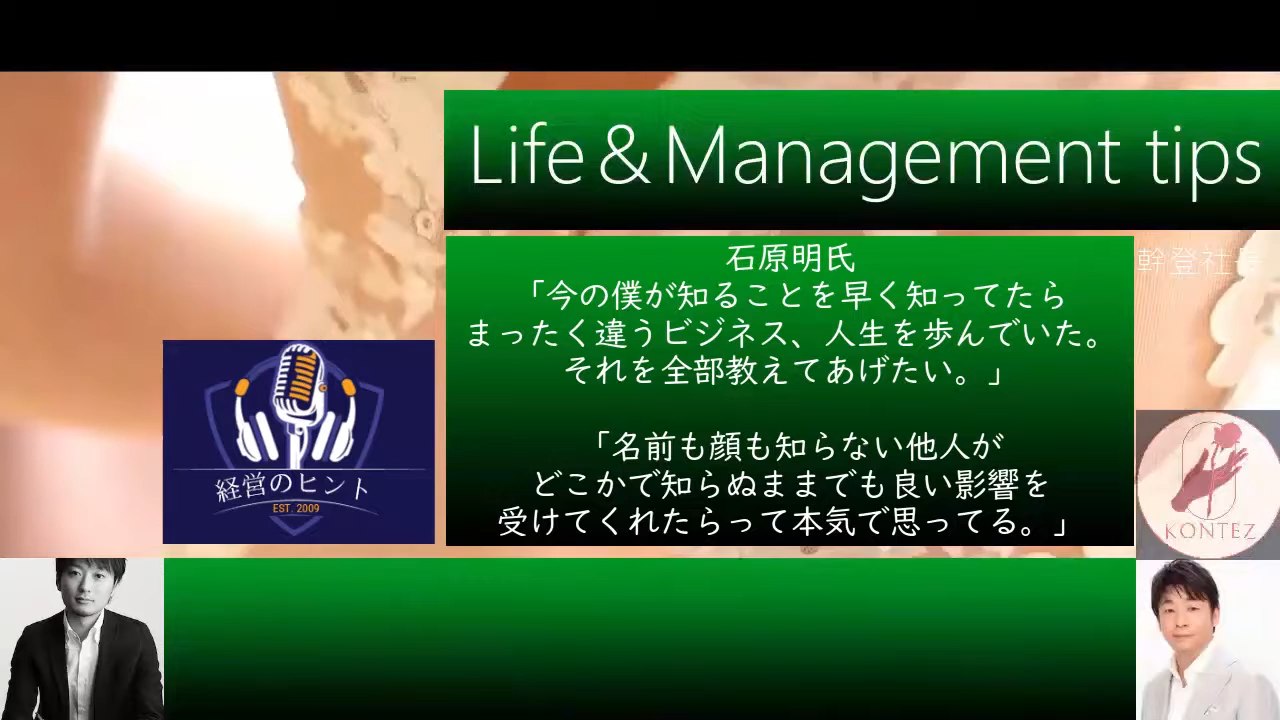 Life＆Management tips
石原明氏
「今の僕が知ることを早く知ってたら
まったく違うビジネス、人生を歩んでいた。
それを全部教えてあげたい。」
「名前も顔も知らない他人が
どこかで知らぬままでも良い影響を
受けてくれたらって本気で思ってる。」
幹登社長
経営のヒント
EST. 2009
KONTEZ